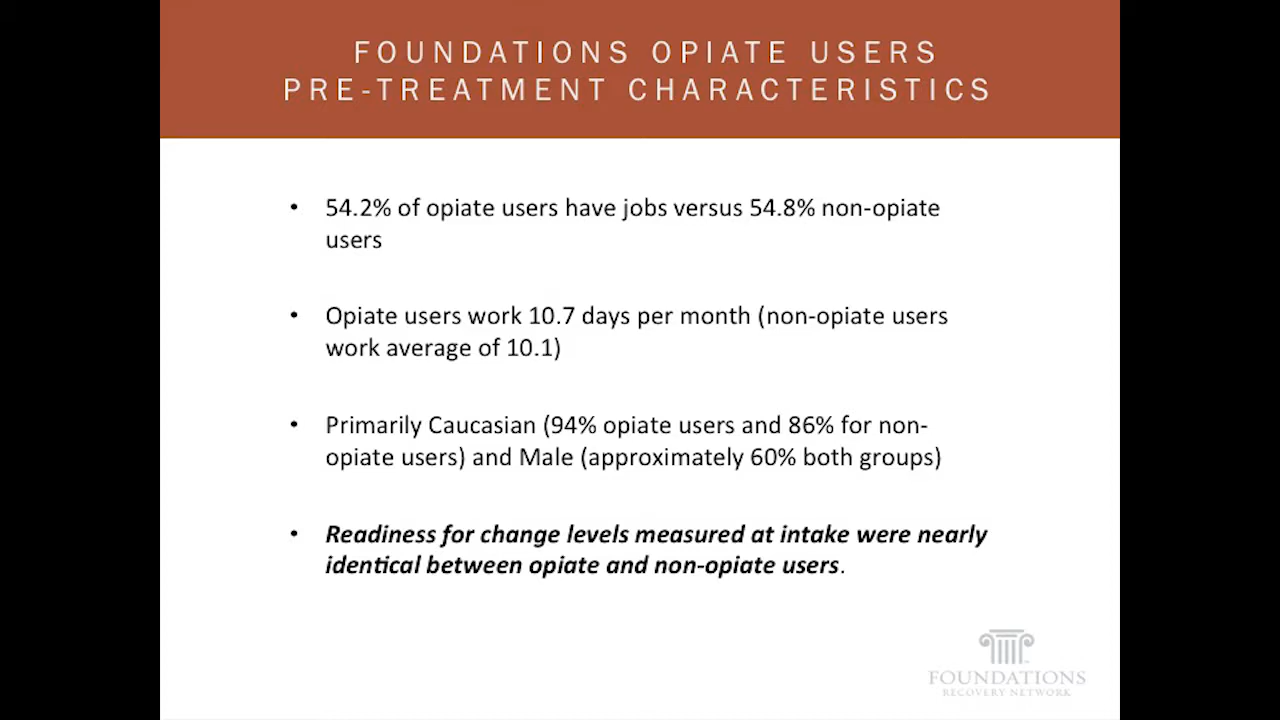 FOUNDATIONS OPIATE USERS
PRE-TREATMENT CHARACTERISTICS
• 54.2% of opiate users have jobs versus 54.8% non-opiate
users
• Opiate users work 10.7 days per month (non-opiate users
work average of 10.1)
• Primarily Caucasian (94% opiate users and 86% for non-
opiate users) and Male (approximately 60% both groups)
• Readiness for change levels measured at intake were nearly
identical between opiate and non-opiate users.
FOUNDATIONS
RECOVERY NETWORK